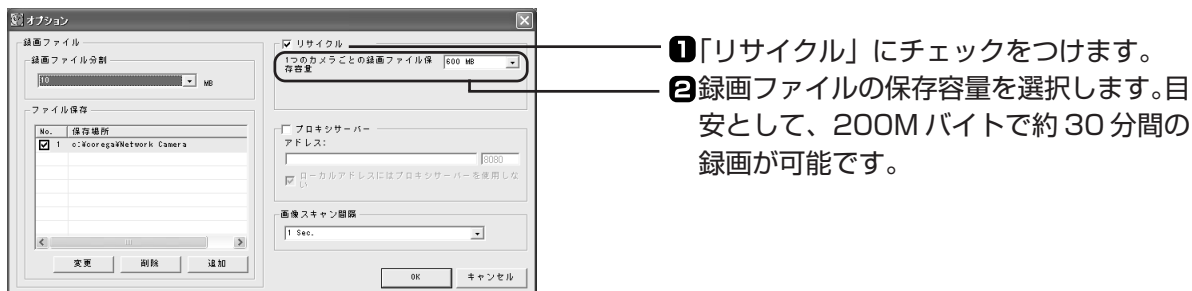 オプション
録画ファイル
録画ファイル分割
10
MB
ファイル保存
No. 保存場所
1 c:¥corega¥Network Camera
変更 削除 追加
リサイクル
1つのカメラごとの録画ファイル保
存容量
600 MB
プロキシサーバー
アドレス:
8080
ローカルアドレスにはプロキシサーバーを使用しな
い
画像スキャン間隔
1 Sec.
OK キャンセル
1「リサイクル」にチェックをつけます。
2録画ファイルの保存容量を選択します。目
安として、200Mバイトで約30分間の
録画が可能です。